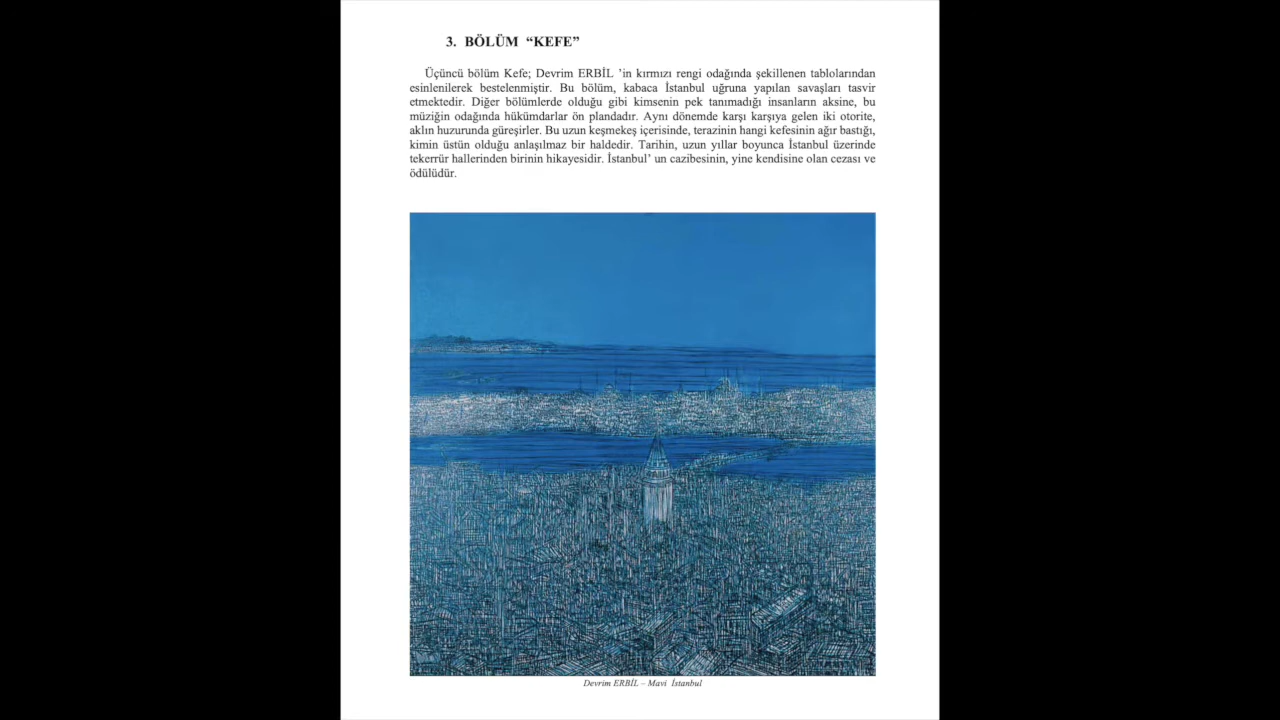 3. BÖLÜM “KEFE”
Üçüncü bölüm Kefe; Devrim ERBİL ’in kırmızı rengi odağında şekillenen tablolarından
esinlenilerek bestelenmiştir. Bu bölüm, kabaca İstanbul uğruna yapılan savaşları tasvir
etmektedir. Diğer bölümlerde olduğu gibi kimsenin pek tanımadığı insanların aksine, bu
müziğin odağında hükümdarlar ön plandadır. Aynı dönemde karşı karşıya gelen iki otorite,
aklın huzurunda güreşirler. Bu uzun keşmekeş içerisinde, terazinin hangi kefesinin ağır bastığı,
kimin üstün olduğu anlaşılmaz bir haldedir. Tarihin, uzun yıllar boyunca İstanbul üzerinde
tekerrür hallerinden birinin hikayesidir. İstanbul’ un cazibesinin, yine kendisine olan cezası ve
ödülüdür.
Devrim ERBİL – Mavi İstanbul